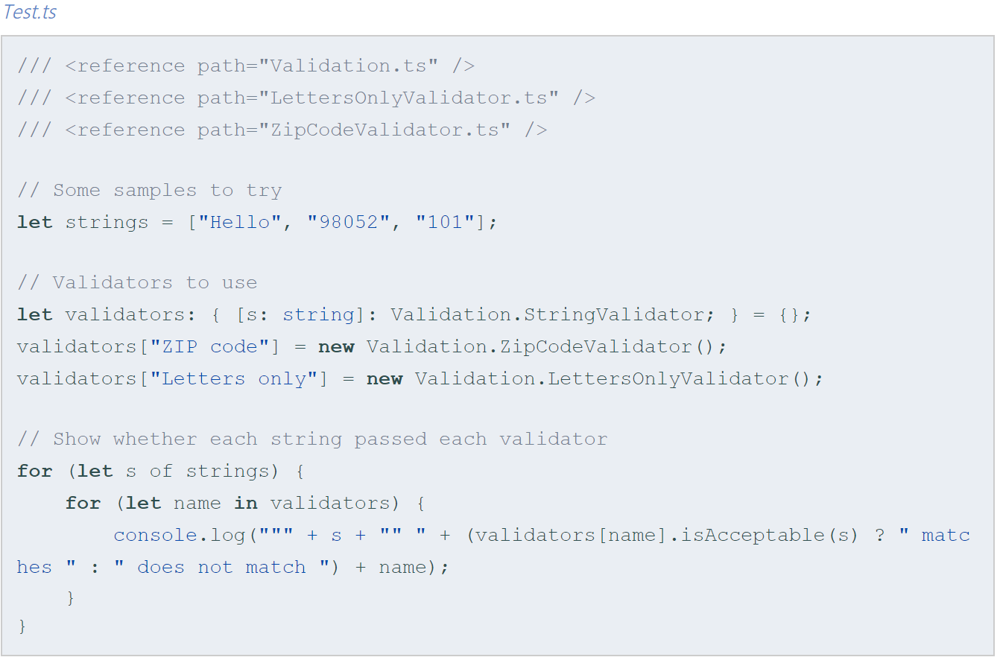 Test.ts
/// <reference path="Validation.ts" />
/// <reference path="LettersOnlyValidator.ts" />
/// <reference path="ZipCodeValidator.ts" />
// Some samples to try
let strings = ["Hello", "98052", "101"];
// Validators to use
let validators: { [s: string]: Validation.StringValidator; } = {};
validators["ZIP code"] = new Validation.ZipCodeValidator();
validators["Letters only"] = new Validation.LettersOnlyValidator();
// Show whether each string passed each validator
for (let s of strings) {
    for (let name in validators) {
        console.log(""" + s + "" " + (validators[name].isAcceptable(s) ? " matc
hes " : " does not match ") + name);
    }
}